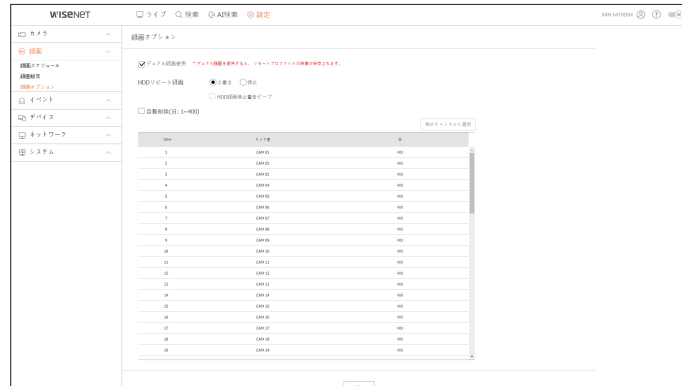 WISENET
ライブ 検索 AI検索 設定
XRN-6410DB4
カメラ
録画
録画スケジュール
録画設定
録画オプション
イベント
デバイス
ネットワーク
システム
録画オプション
デュアル録画使用 * デュアル録画を使用すると、リモートプロファイルの映像が保存されます。
HDDリピート録画 上書き 停止
HDD録画停止警告ビープ
自動削除(日: 1~400)
他のチャンネルに適用
CH# カメラ名 日
1 CAM 01 400
2 CAM 02 400
3 CAM 03 400
4 CAM 04 400
5 CAM 05 400
6 CAM 06 400
7 CAM 07 400
8 CAM 08 400
9 CAM 09 400
10 CAM 10 400
11 CAM 11 400
12 CAM 12 400
13 CAM 13 400
14 CAM 14 400
15 CAM 15 400
16 CAM 16 400
17 CAM 17 400
18 CAM 18 400
19 CAM 19 400